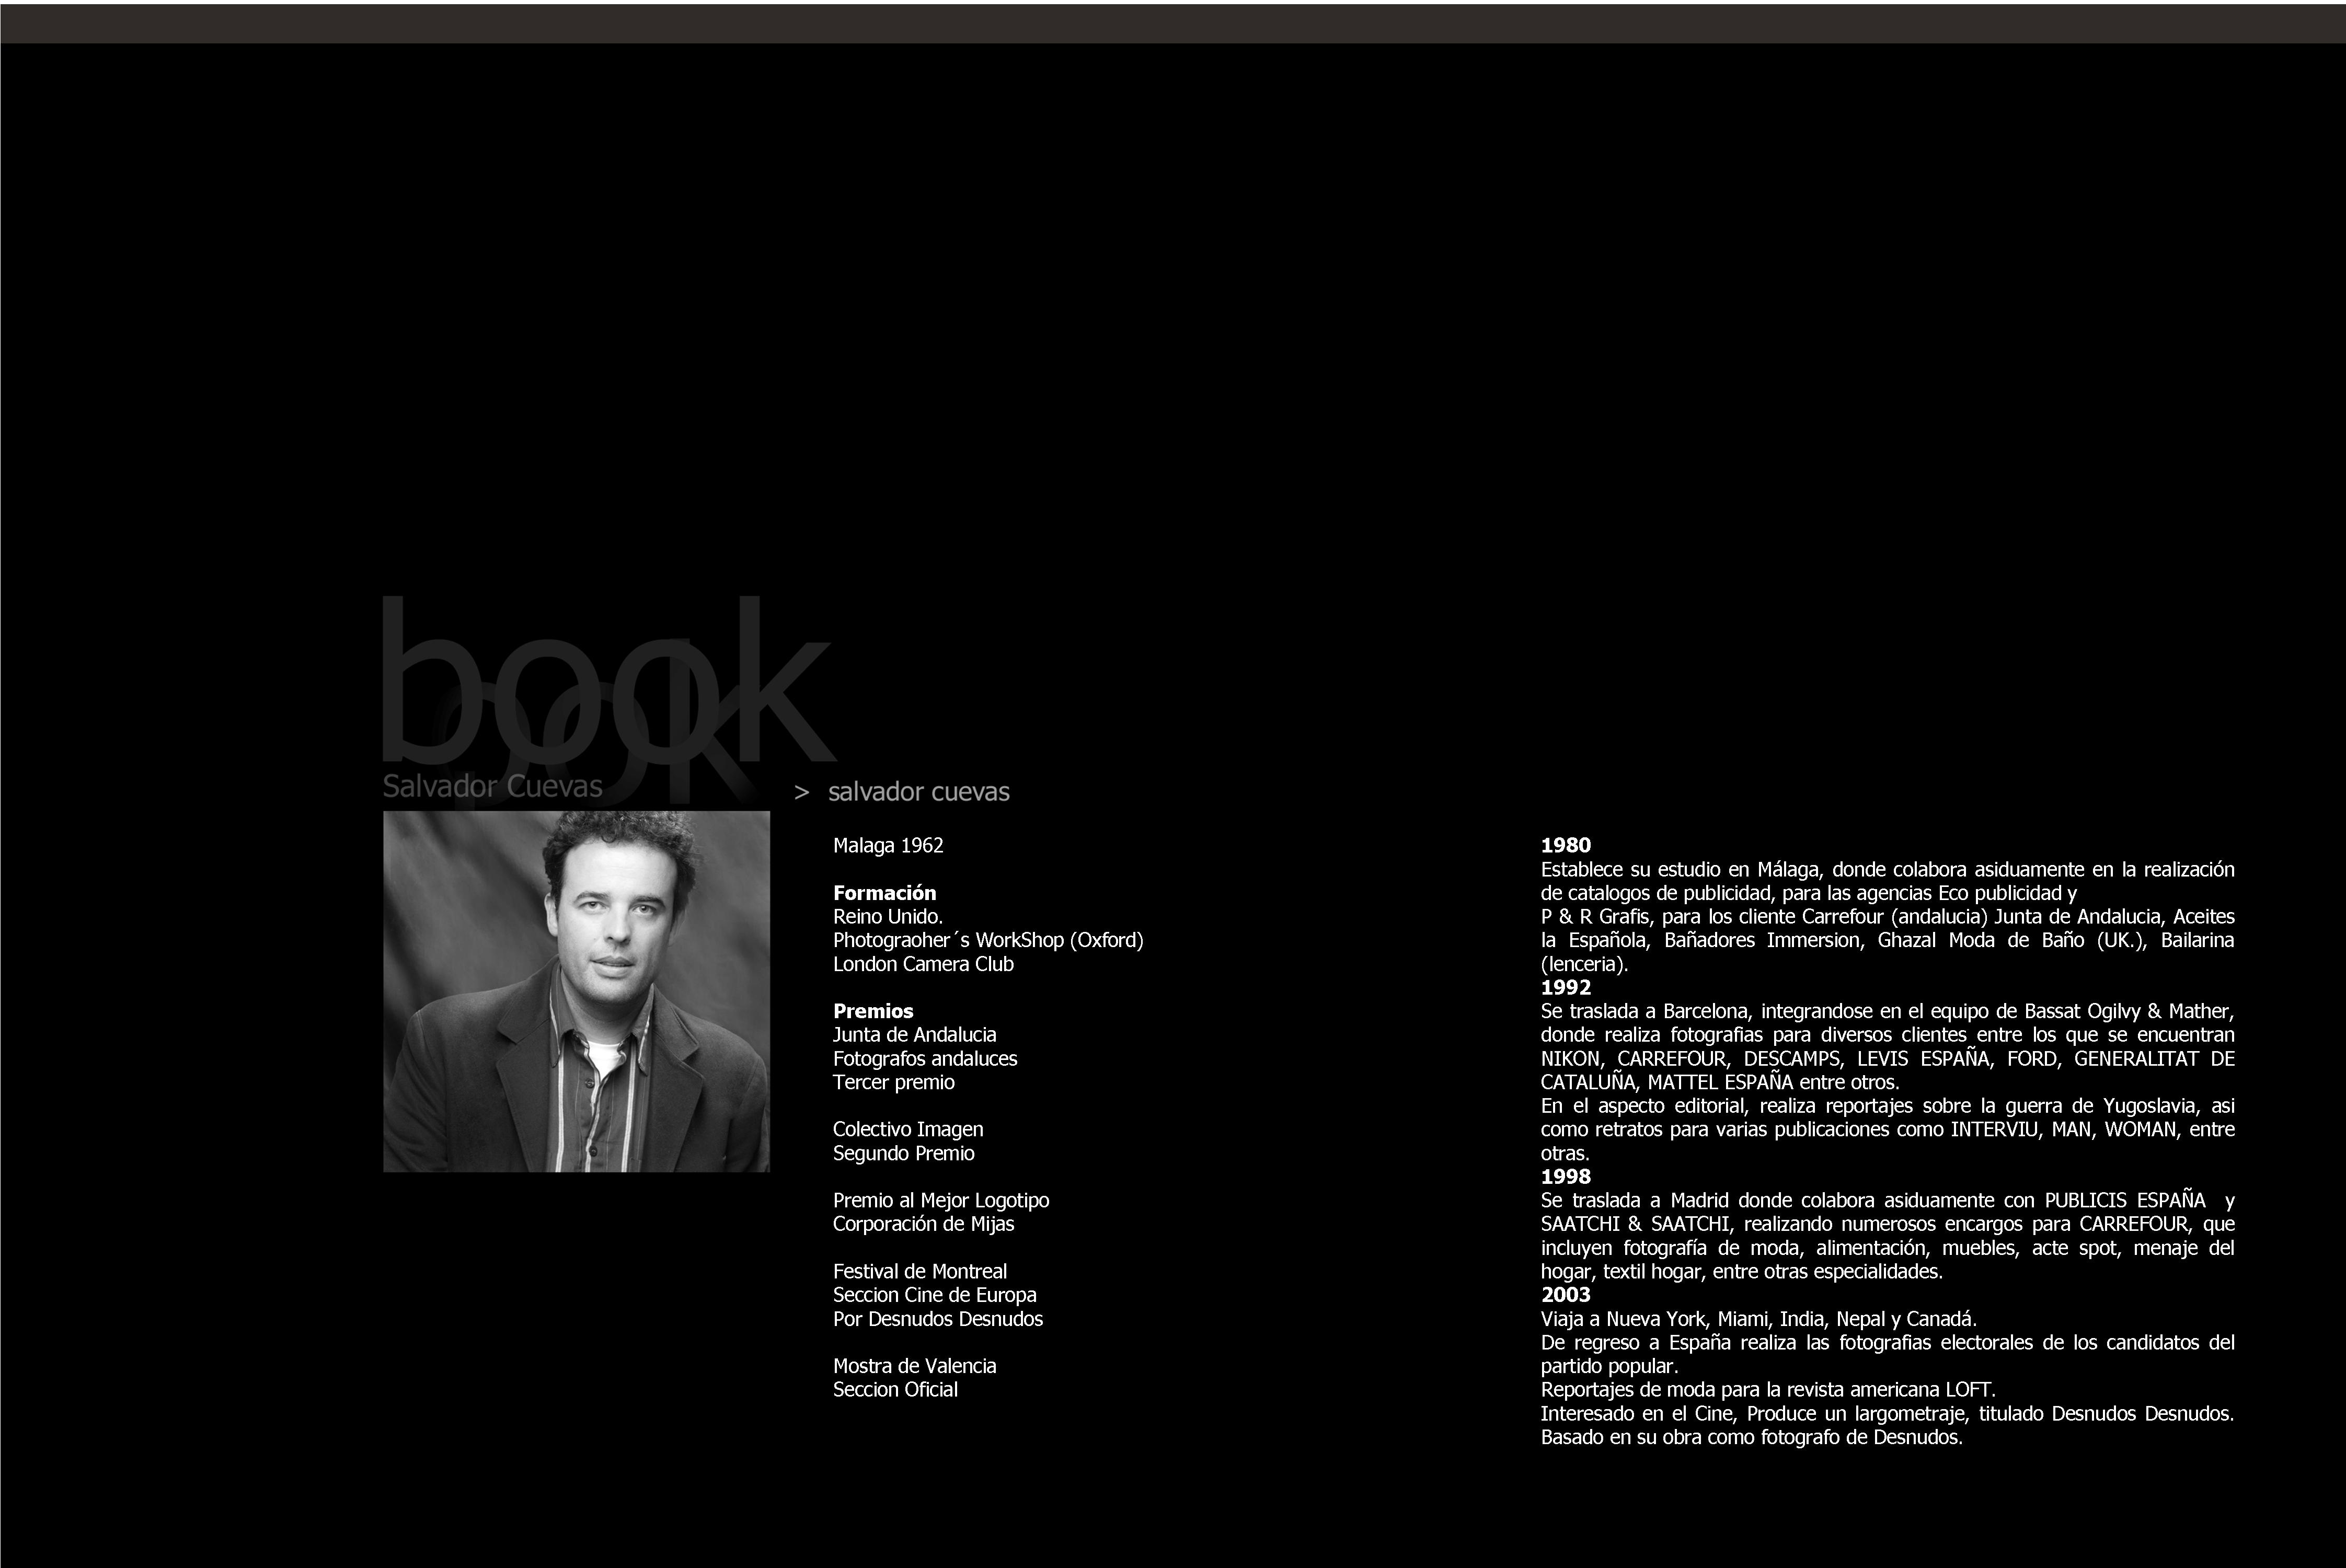 book
Salvador Cuevas
> salvador cuevas
Malaga 1962
Formación
Reino Unido.
Photograoher´s WorkShop (Oxford)
London Camera Club
Premios
Junta de Andalucia
Fotografos andaluces
Tercer premio
Colectivo Imagen
Segundo Premio
Premio al Mejor Logotipo
Corporación de Mijas
Festival de Montreal
Seccion Cine de Europa
Por Desnudos Desnudos
Mostra de Valencia
Seccion Oficial
1980
Establece su estudio en Málaga, donde colabora asiduamente en la realización
de catalogos de publicidad, para las agencias Eco publicidad y
P & R Grafis, para los cliente Carrefour (andalucia) Junta de Andalucia, Aceites
la Española, Bañadores Immersion, Ghazal Moda de Baño (UK.), Bailarina
(lenceria).
1992
Se traslada a Barcelona, integrandose en el equipo de Bassat Ogilvy & Mather,
donde realiza fotografias para diversos clientes entre los que se encuentran
NIKON, CARREFOUR, DESCAMPS, LEVIS ESPAÑA, FORD, GENERALITAT DE
CATALUÑA, MATTEL ESPAÑA entre otros.
En el aspecto editorial, realiza reportajes sobre la guerra de Yugoslavia, asi
como retratos para varias publicaciones como INTERVIU, MAN, WOMAN, entre
otras.
1998
Se traslada a Madrid donde colabora asiduamente con PUBLICIS ESPAÑA y
SAATCHI & SAATCHI, realizando numerosos encargos para CARREFOUR, que
incluyen fotografía de moda, alimentación, muebles, acte spot, menaje del
hogar, textil hogar, entre otras especialidades.
2003
Viaja a Nueva York, Miami, India, Nepal y Canadá.
De regreso a España realiza las fotografias electorales de los candidatos del
partido popular.
Reportajes de moda para la revista americana LOFT.
Interesado en el Cine, Produce un largometraje, titulado Desnudos Desnudos.
Basado en su obra como fotografo de Desnudos.